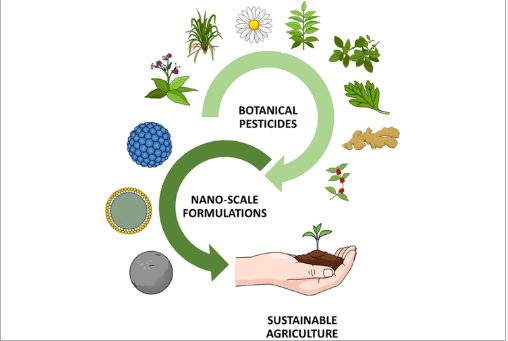 BOTANICAL
PESTICIDES
NANO-SCALE
FORMULATIONS
SUSTAINABLE
AGRICULTURE